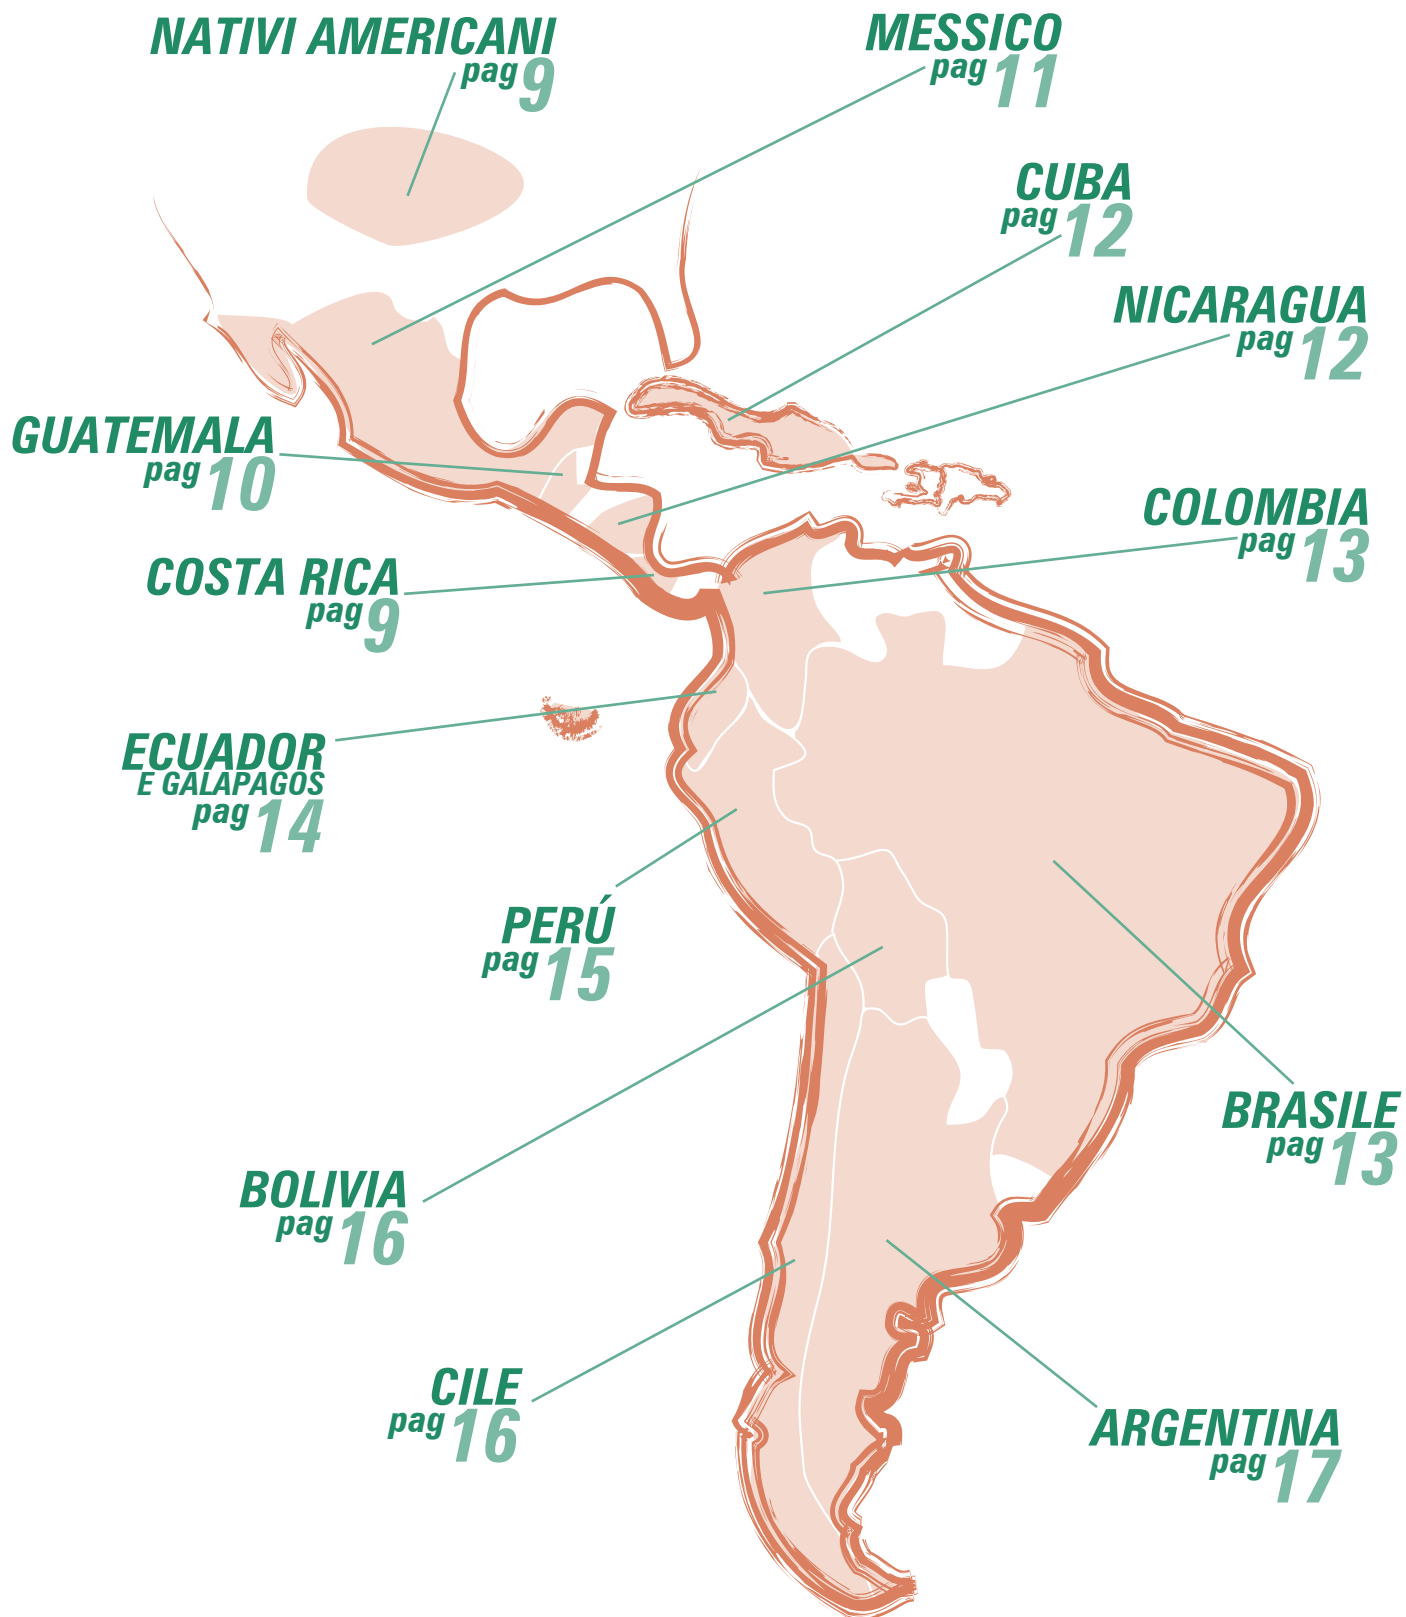 NATIVI AMERICANI
pag 9
MESSICO
pag 11
CUBA
pag 12
NICARAGUA
pag 12
GUATEMALA
pag 10
COLOMBIA
pag 13
COSTA RICA
pag 9
ECUADOR
E GALAPAGOS
pag 14
PERÚ
pag 15
BRASILE
pag 13
BOLIVIA
pag 16
CILE
pag 16
ARGENTINA
pag 17